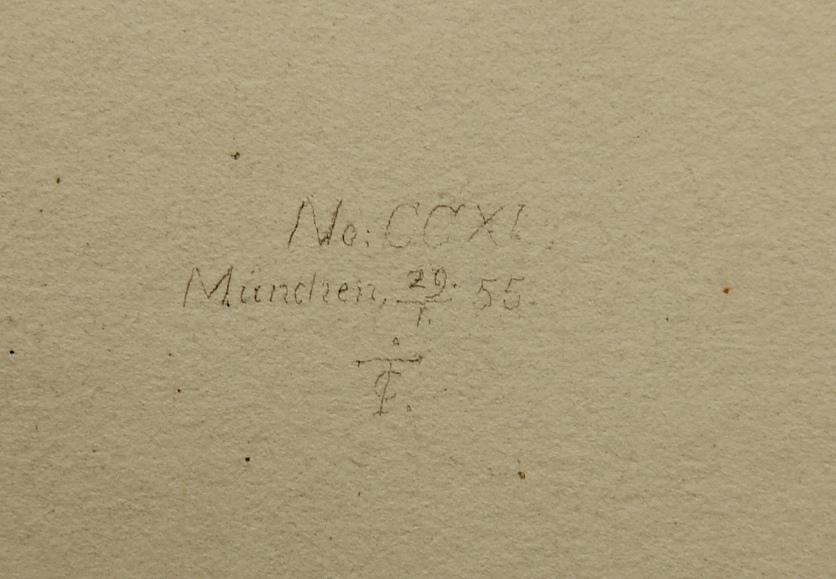 No: CCXL.
München, 29./1. 55.